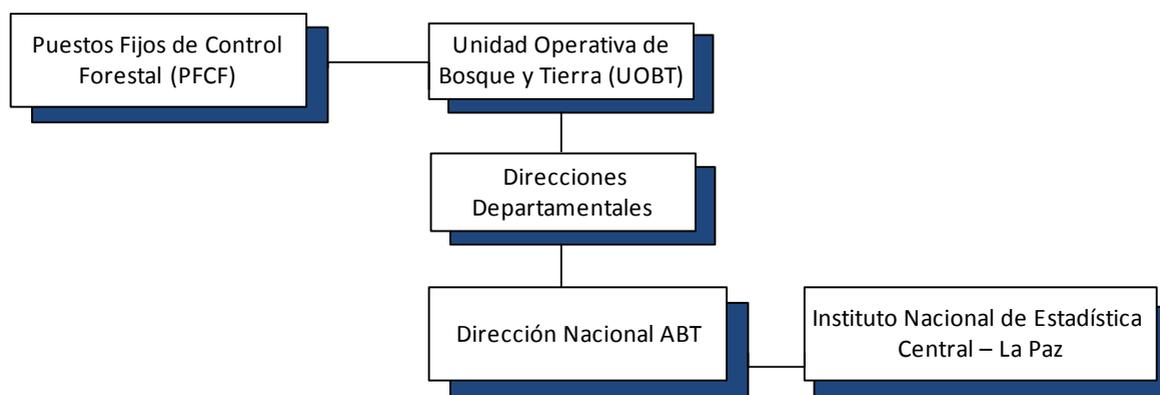 Puestos Fijos de Control
Forestal (PFCF)
Unidad Operativa de
Bosque y Tierra (UOBT)
Direcciones
Departamentales
Dirección Nacional ABT
Instituto Nacional de Estadística
Central – La Paz